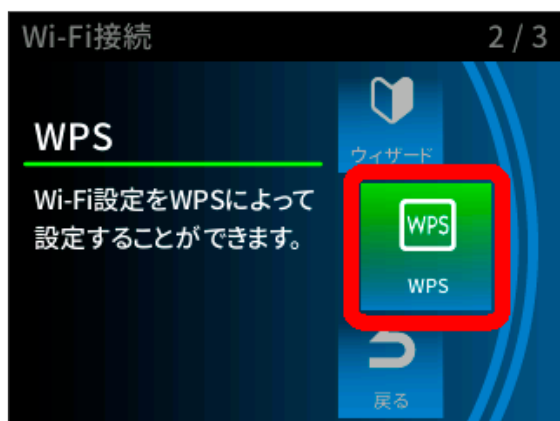 Wi-Fi接続
2 / 3
WPS
Wi-Fi設定をWPSによって
設定することができます。
ウィザード
WPS
WPS
戻る